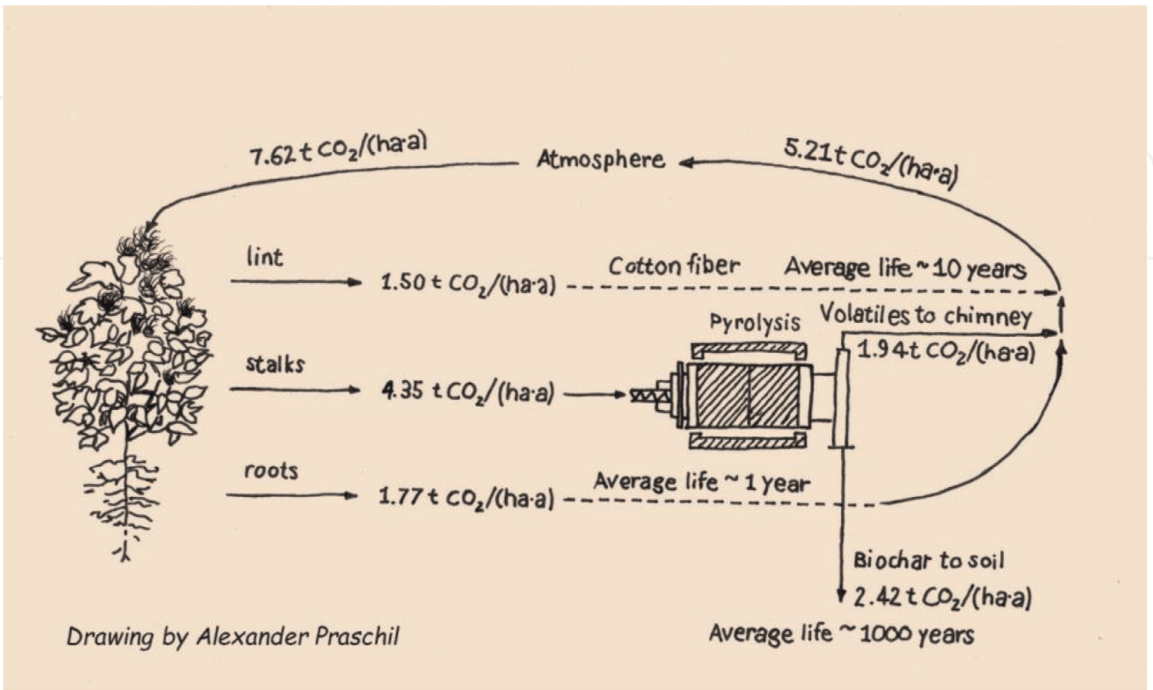 7.62 t CO₂/(ha·a)
Atmosphere
5.21 t CO₂/(ha·a)
lint
1.50 t CO₂/(ha·a)
Cotton fiber
Average life ~ 10 years
Pyrolysis
Volatiles to chimney
1.94 t CO₂/(ha·a)
stalks
4.35 t CO₂/(ha·a)
roots
1.77 t CO₂/(ha·a)
Average life ~ 1 year
Biochar to soil
2.42 t CO₂/(ha·a)
Average life ~ 1000 years
Drawing by Alexander Praschil